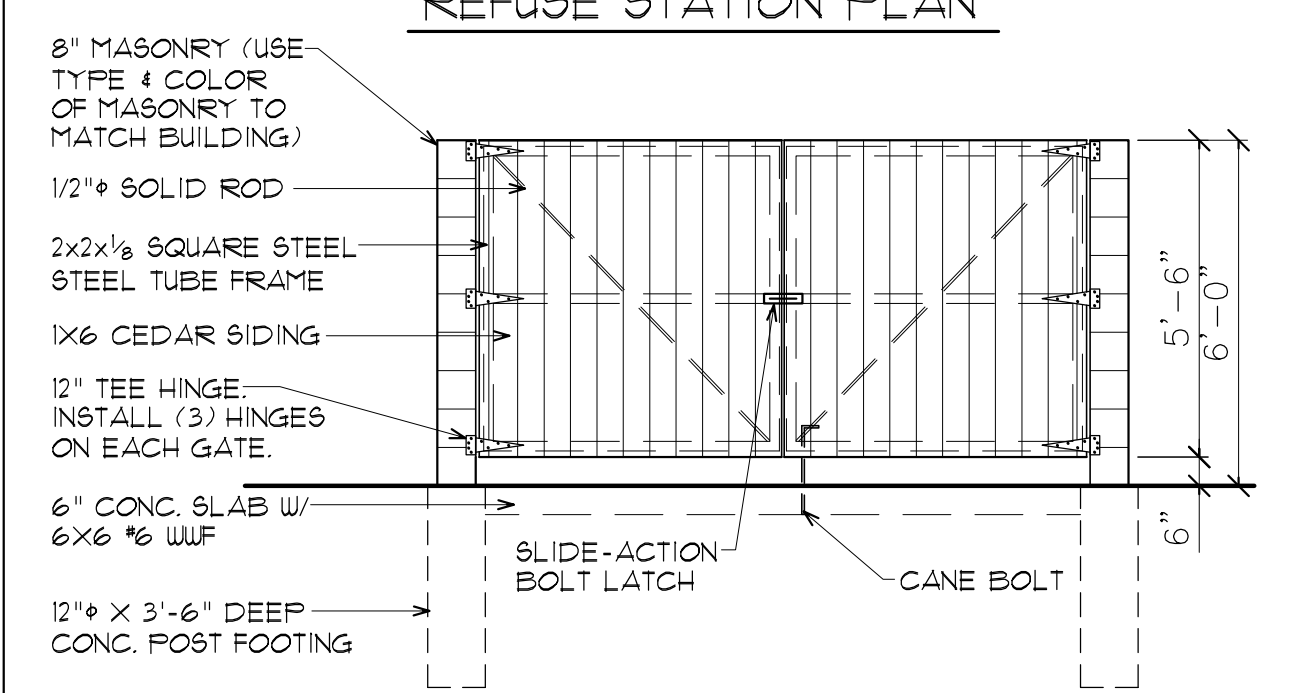 REFUSE STATION PLAN
8" MASONRY (USE
TYPE & COLOR
OF MASONRY TO
MATCH BUILDING)
1/2"φ SOLID ROD
2x2x⅛ SQUARE STEEL
STEEL TUBE FRAME
1X6 CEDAR SIDING
12" TEE HINGE.
INSTALL (3) HINGES
ON EACH GATE.
6" CONC. SLAB W/
6X6 #6 WWF
12"φ X 3'-6" DEEP
CONC. POST FOOTING
SLIDE-ACTION
BOLT LATCH
CANE BOLT
5'-6"
6'-0"
6"